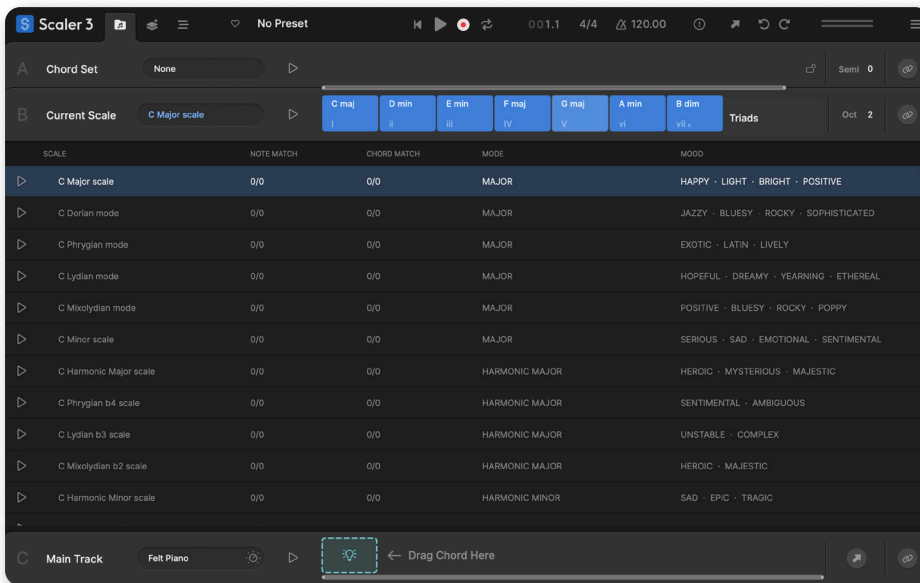 S Scaler 3 No Preset 001.1 4/4 120.00
A Chord Set None Semi 0
B Current Scale C Major scale C maj D min E min F maj G maj A min B dim Triads Oct 2
I ii iii IV V vi vii o
SCALE NOTE MATCH CHORD MATCH MODE MOOD
C Major scale 0/0 0/0 MAJOR HAPPY · LIGHT · BRIGHT · POSITIVE
C Dorian mode 0/0 0/0 MAJOR JAZZY · BLUESY · ROCKY · SOPHISTICATED
C Phrygian mode 0/0 0/0 MAJOR EXOTIC · LATIN · LIVELY
C Lydian mode 0/0 0/0 MAJOR HOPEFUL · DREAMY · YEARNING · ETHEREAL
C Mixolydian mode 0/0 0/0 MAJOR POSITIVE · BLUESY · ROCKY · POPPY
C Minor scale 0/0 0/0 MAJOR SERIOUS · SAD · EMOTIONAL · SENTIMENTAL
C Harmonic Major scale 0/0 0/0 HARMONIC MAJOR HEROIC · MYSTERIOUS · MAJESTIC
C Phrygian b4 scale 0/0 0/0 HARMONIC MAJOR SENTIMENTAL · AMBIGUOUS
C Lydian b3 scale 0/0 0/0 HARMONIC MAJOR UNSTABLE · COMPLEX
C Mixolydian b2 scale 0/0 0/0 HARMONIC MAJOR HEROIC · MAJESTIC
C Harmonic Minor scale 0/0 0/0 HARMONIC MINOR SAD · EPIC · TRAGIC
C Main Track Felt Piano ← Drag Chord Here